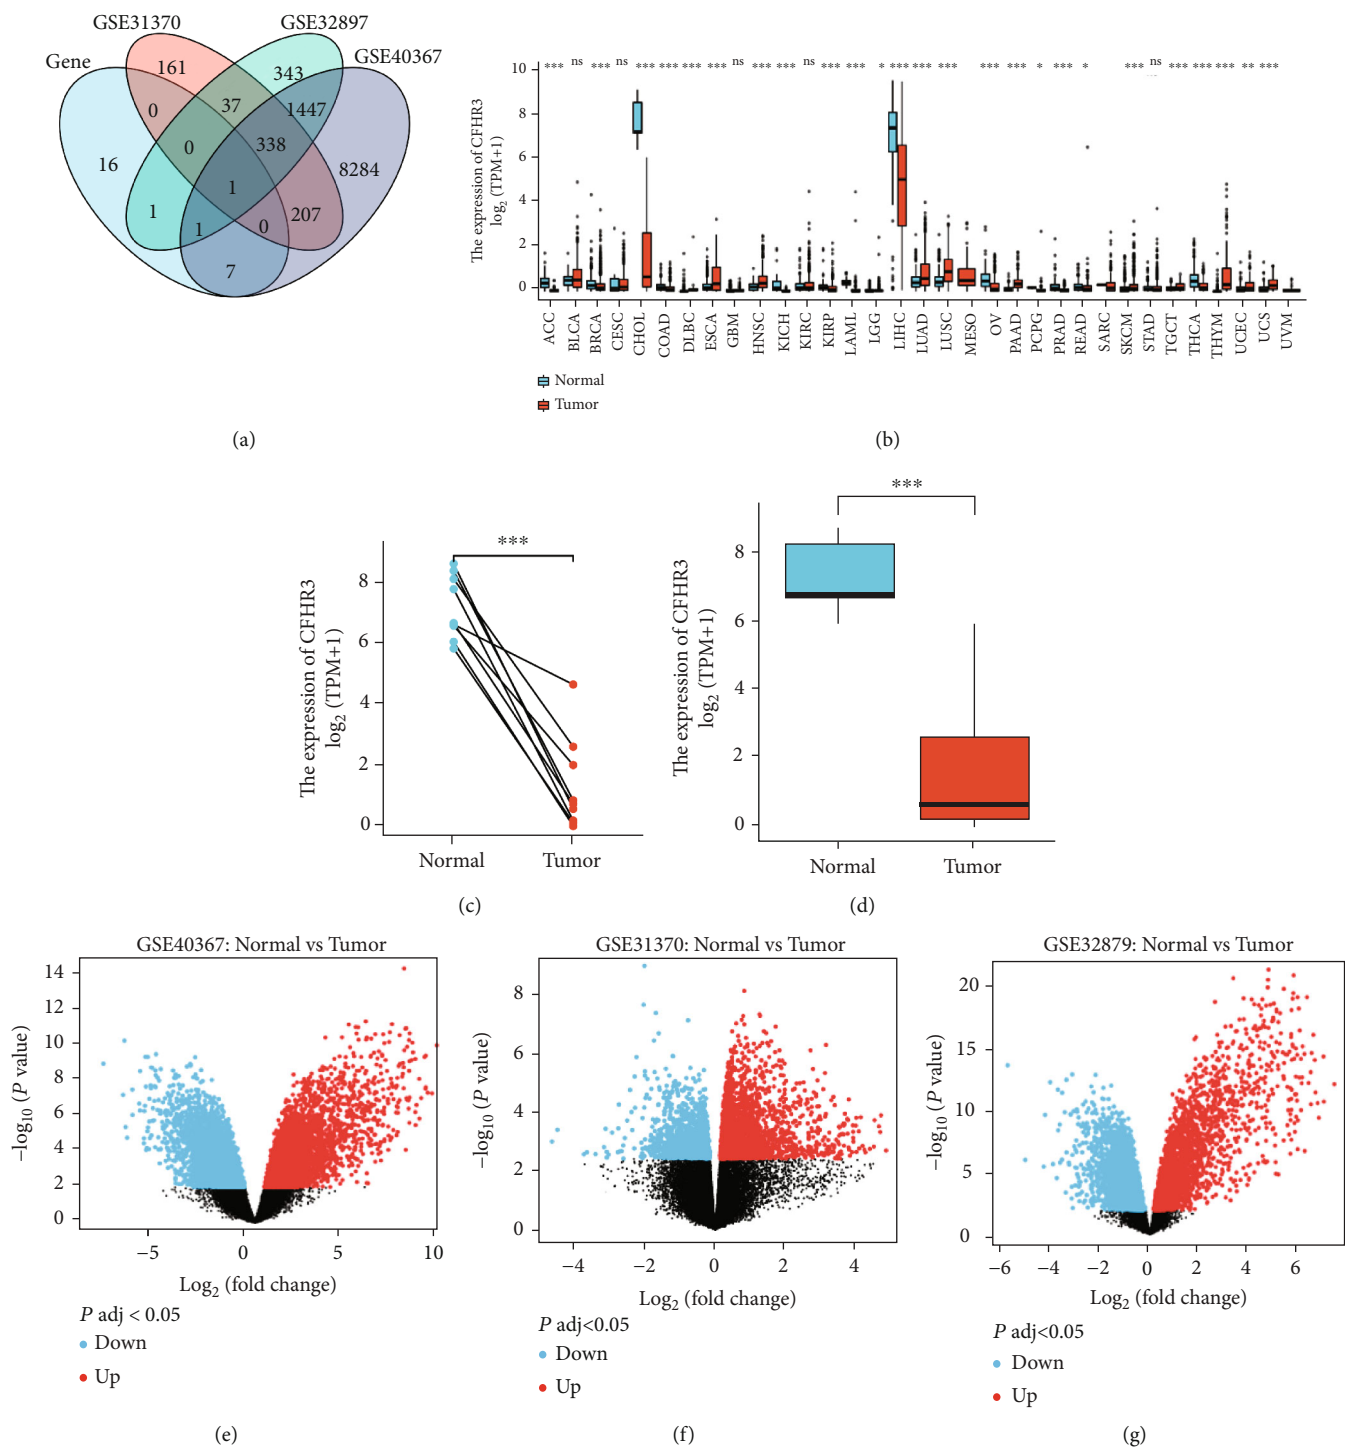 GSE31370
GSE32897
Gene
GSE40367
161
343
0
37
1447
16
0
338
8284
1
1
1
0
207
7
(a)
The expression of CFHR3
log2 (TPM+1)
10
8
6
4
2
0
*** ns *** ns *** *** *** *** ns *** *** ns *** *** * *** *** *** *** *** * *** * *** ns *** *** *** ** ***
ACC
BLCA
BRCA
CESC
CHOL
COAD
DLBC
ESCA
GBM
HNSC
KICH
KIRC
KIRP
LAML
LGG
LIHC
LUAD
LUSC
MESO
OV
PAAD
PCPG
PRAD
READ
SARC
SKCM
STAD
TGCT
THCA
THYM
UCEC
UCS
UVM
Normal
Tumor
(b)
***
The expression of CFHR3
log2 (TPM+1)
8
6
4
2
0
Normal Tumor
(c)
***
The expression of CFHR3
log2 (TPM+1)
8
6
4
2
0
Normal Tumor
(d)
GSE40367: Normal vs Tumor
−log10 (P value)
14
12
10
8
6
4
2
0
−5 0 5 10
Log2 (fold change)
P adj < 0.05
Down
Up
(e)
GSE31370: Normal vs Tumor
−log10 (P value)
8
6
4
2
0
−4 −2 0 2 4
Log2 (fold change)
P adj<0.05
Down
Up
(f)
GSE32879: Normal vs Tumor
−log10 (P value)
20
15
10
5
0
−6 −4 −2 0 2 4 6
Log2 (fold change)
P adj<0.05
Down
Up
(g)